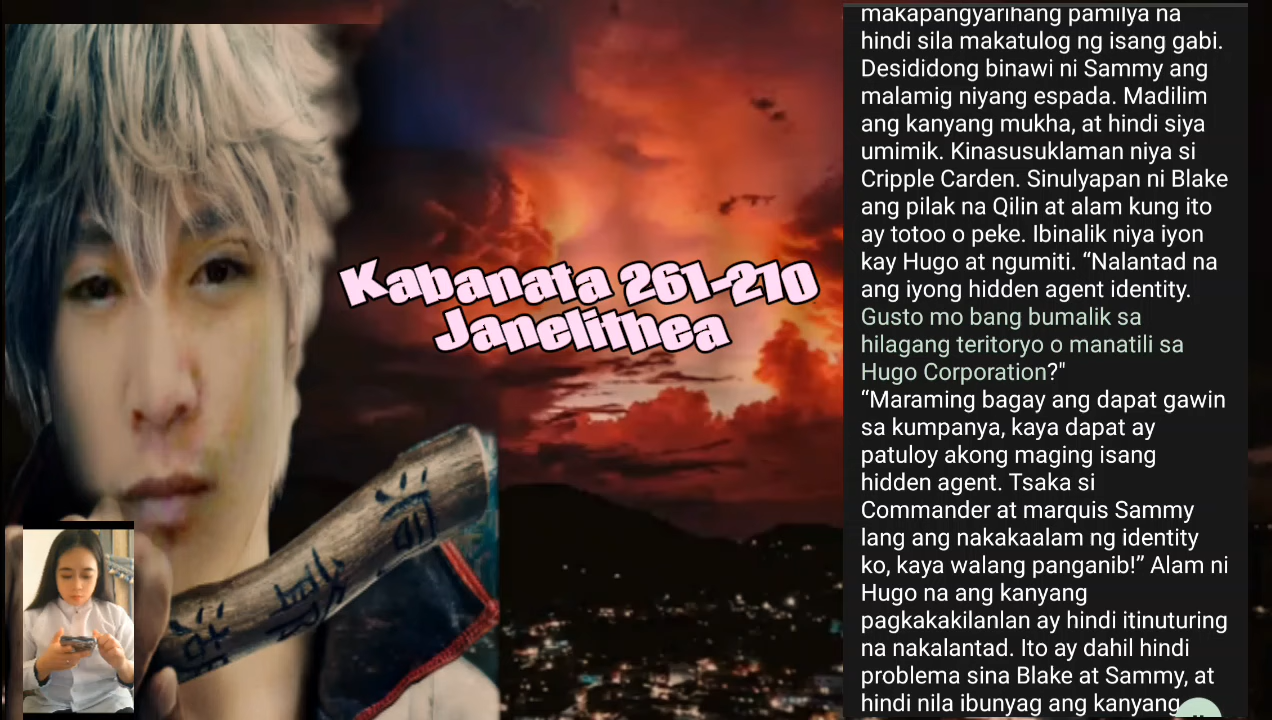 Kabanata 261-270
Janelithea
makapangyarihang pamilya na
hindi sila makatulog ng isang gabi.
Desididong binawi ni Sammy ang
malamig niyang espada. Madilim
ang kanyang mukha, at hindi siya
umimik. Kinasusuklaman niya si
Cripple Carden. Sinulyapan ni Blake
ang pilak na Qilin at alam kung ito
ay totoo o peke. Ibinalik niya iyon
kay Hugo at ngumiti. “Nalantad na
ang iyong hidden agent identity.
Gusto mo bang bumalik sa
hilagang teritoryo o manatili sa
Hugo Corporation?"
“Maraming bagay ang dapat gawin
sa kumpanya, kaya dapat ay
patuloy akong maging isang
hidden agent. Tsaka si
Commander at marquis Sammy
lang ang nakakaalam ng identity
ko, kaya walang panganib!” Alam ni
Hugo na ang kanyang
pagkakakilanlan ay hindi itinuturing
na nakalantad. Ito ay dahil hindi
problema sina Blake at Sammy, at
hindi nila ibunyag ang kanyang